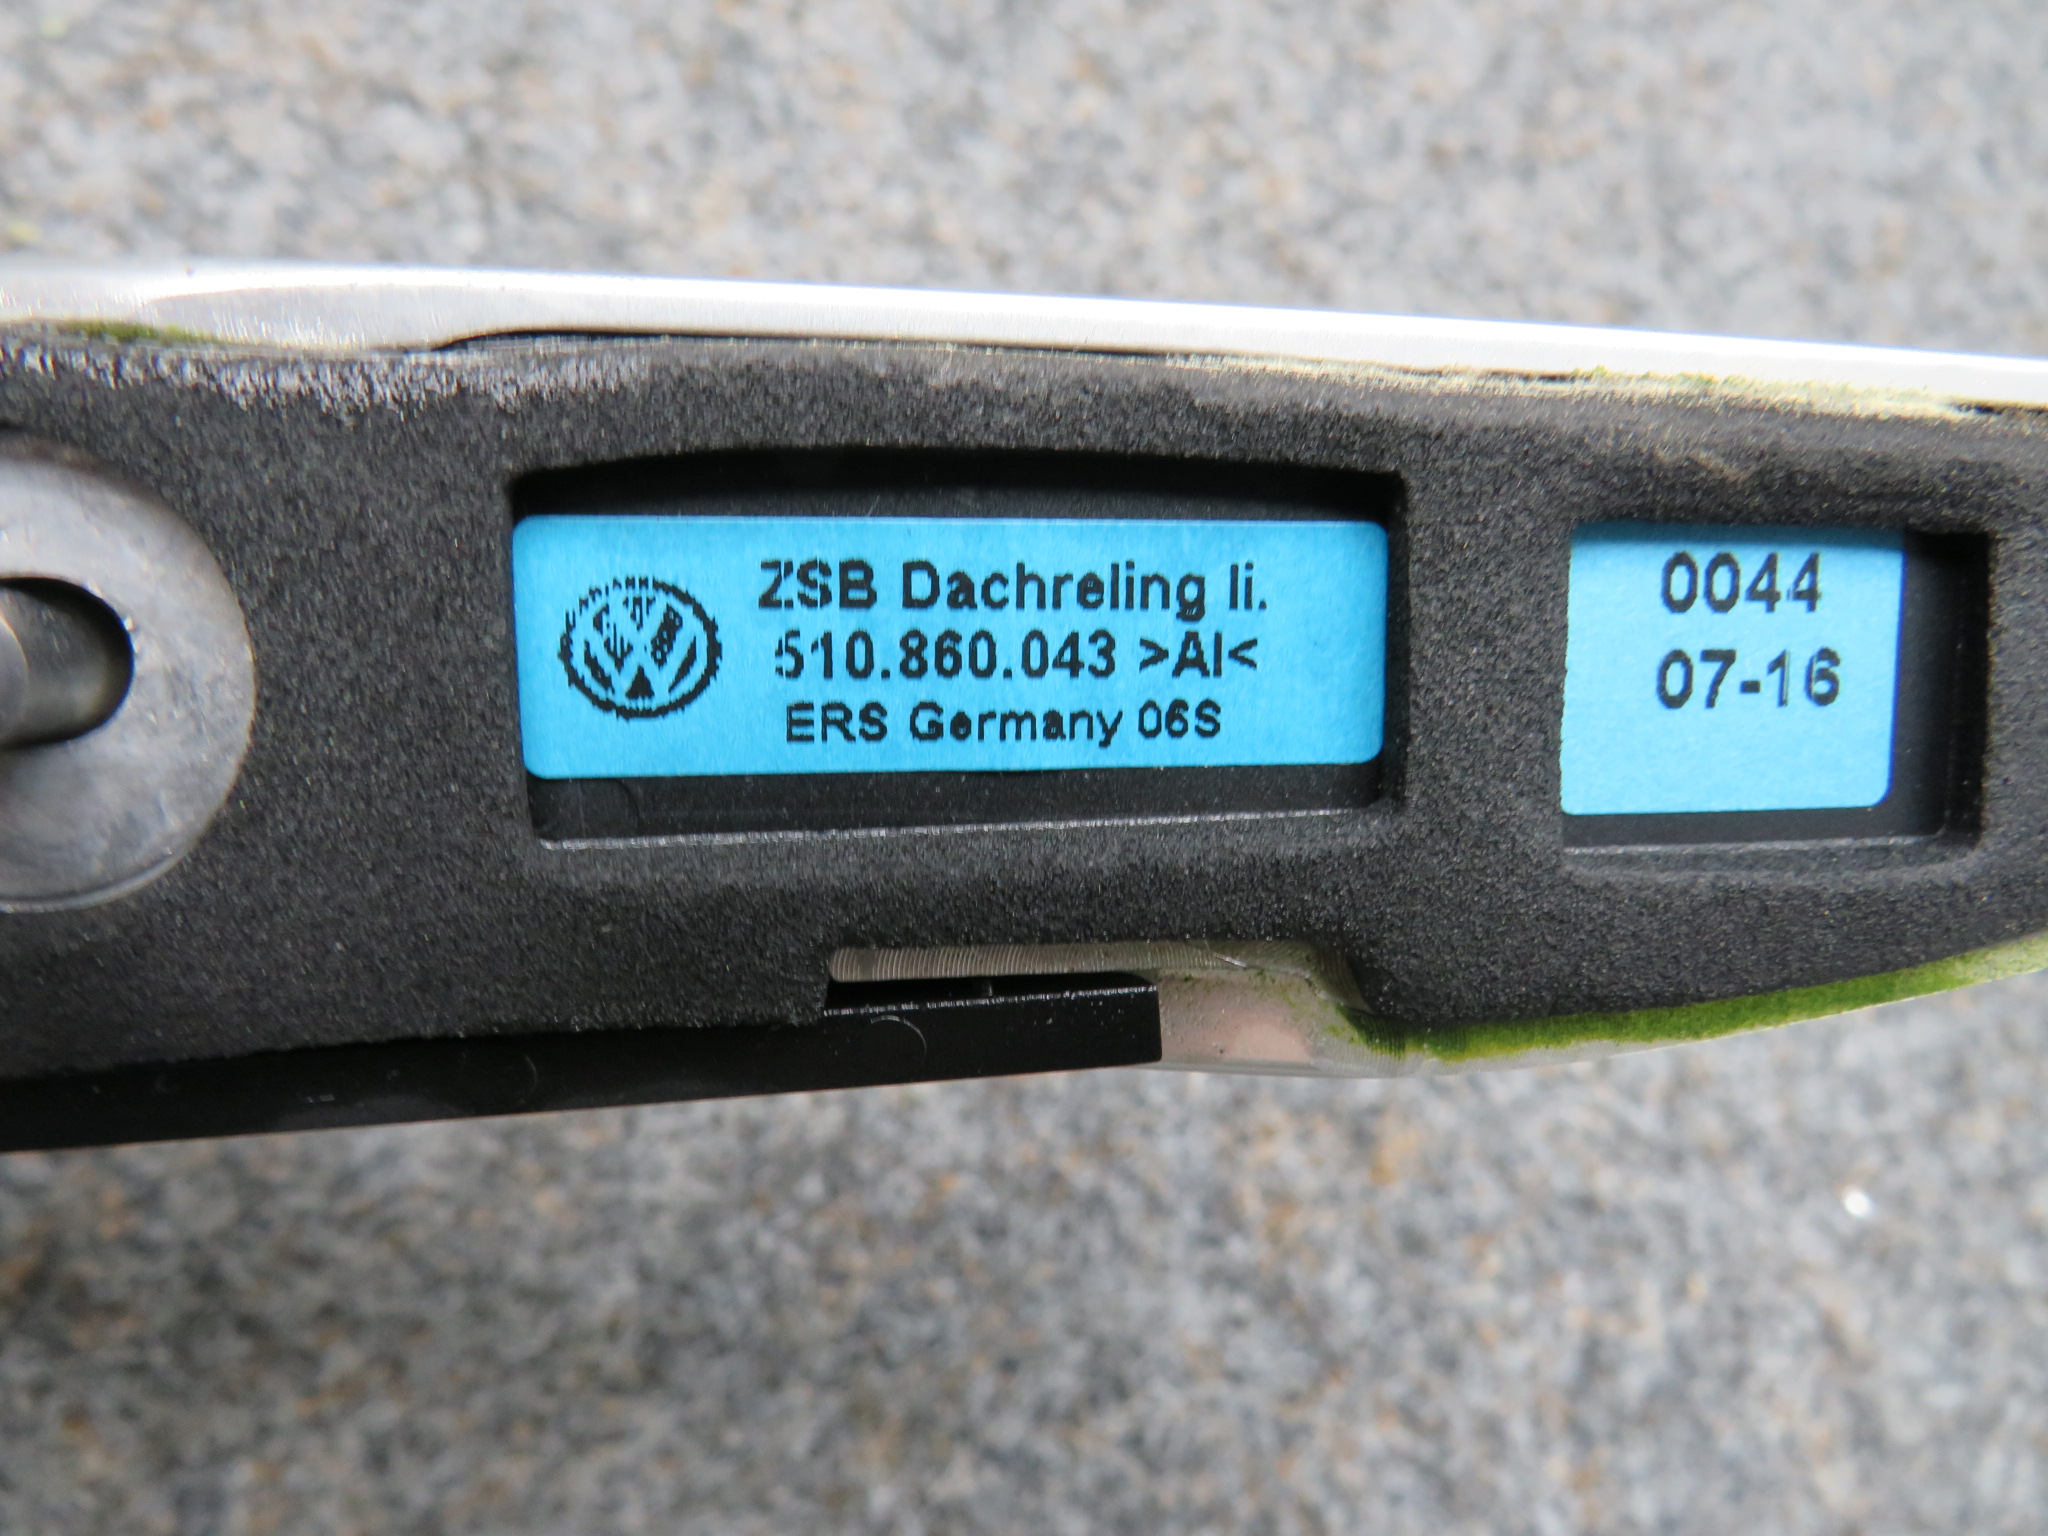 ZSB Dachreling li.
510.860.043 >Al<
ERS Germany 06S
0044
07-16